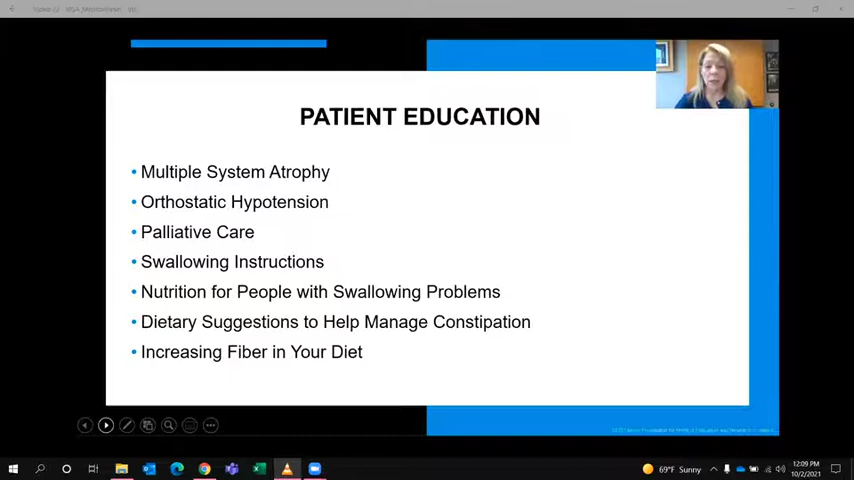 PATIENT EDUCATION
• Multiple System Atrophy
• Orthostatic Hypotension
• Palliative Care
• Swallowing Instructions
• Nutrition for People with Swallowing Problems
• Dietary Suggestions to Help Manage Constipation
• Increasing Fiber in Your Diet
69°F Sunny
12:09 PM
10/2/2021